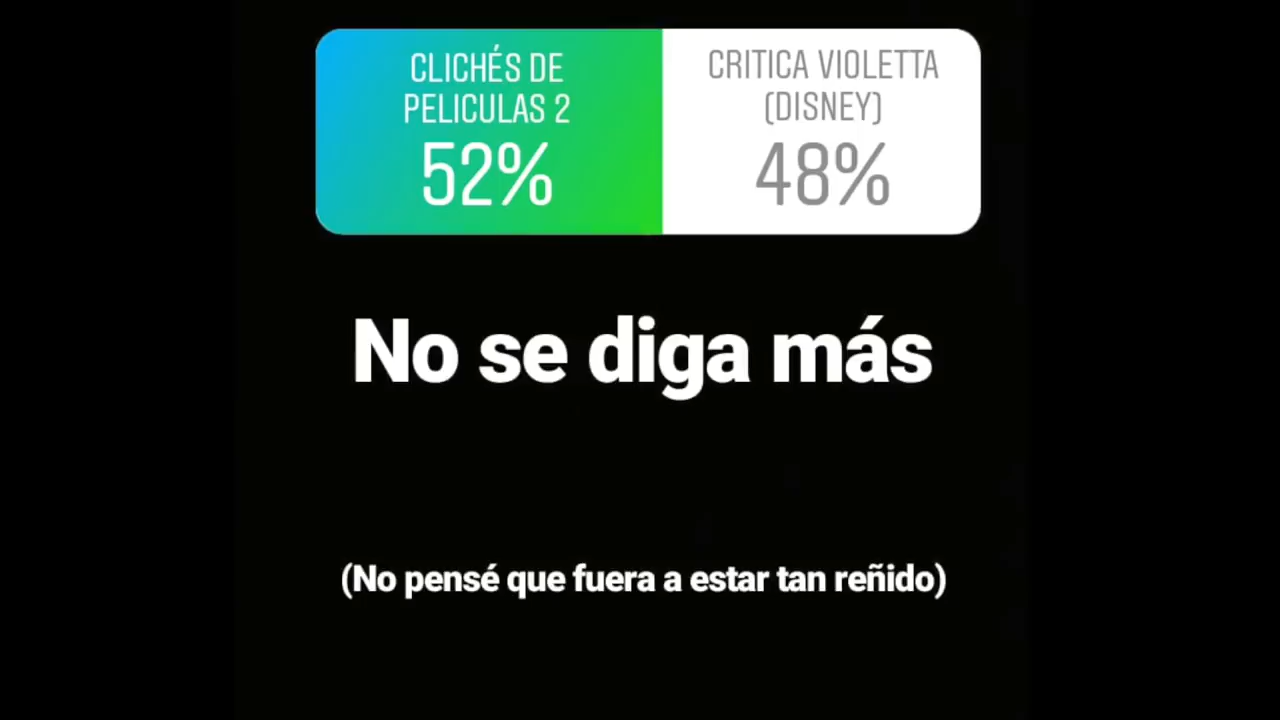 CLICHÉS DE
PELICULAS 2
52%
CRITICA VIOLETTA
(DISNEY)
48%
No se diga más
(No pensé que fuera a estar tan reñido)